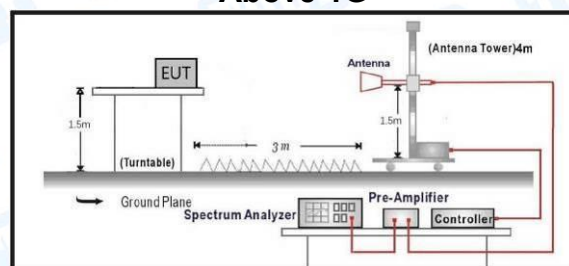 Above 1G
EUT
(Antenna Tower)4m
Antenna
1.5m
1.5m
3m
(Turntable)
Ground Plane
Pre-Amplifier
Spectrum Analyzer
Controller